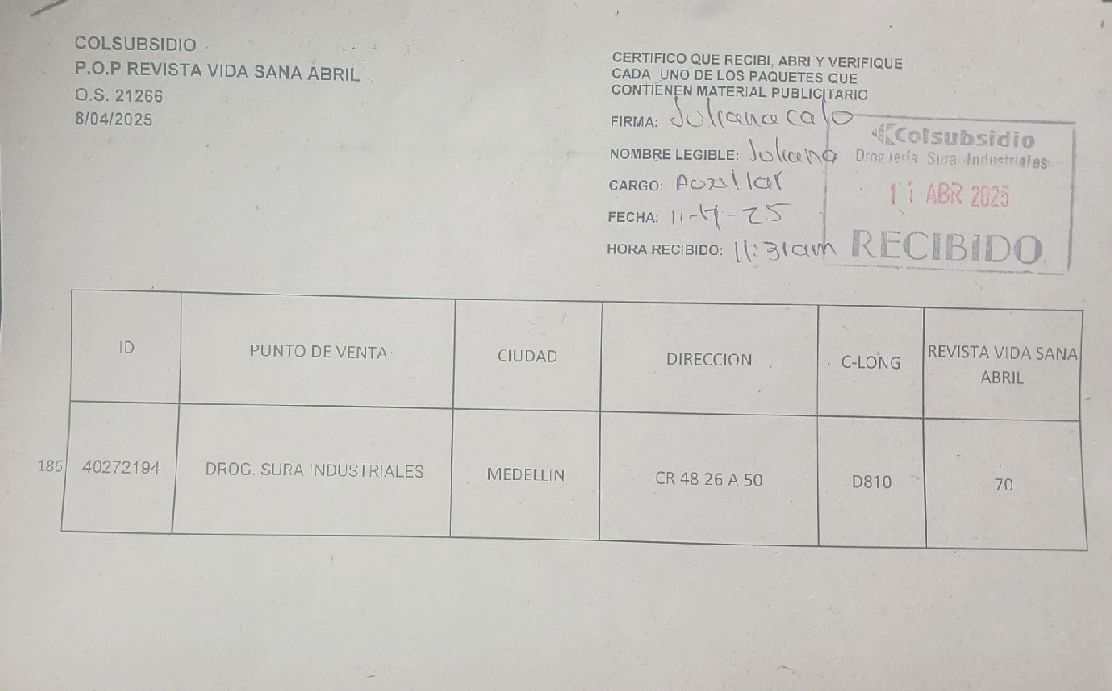 COLSUBSIDIO
P.O.P REVISTA VIDA SANA ABRIL
O.S. 21266
8/04/2025
CERTIFICO QUE RECIBI, ABRI Y VERIFIQUE
CADA UNO DE LOS PAQUETES QUE
CONTIENEN MATERIAL PUBLICITARIO
FIRMA:
NOMBRE LEGIBLE: Juliana
CARGO: Auxiliar
FECHA: 11-4-25
HORA RECIBIDO: 11:31am
Colsubsidio
Droguería Sura Industriales
11 ABR 2025
RECIBIDO
ID PUNTO DE VENTA CIUDAD DIRECCION C-LONG REVISTA VIDA SANA
ABRIL
185 40272194 DROG. SURA INDUSTRIALES MEDELLIN CR 48 26 A 50 D810 70